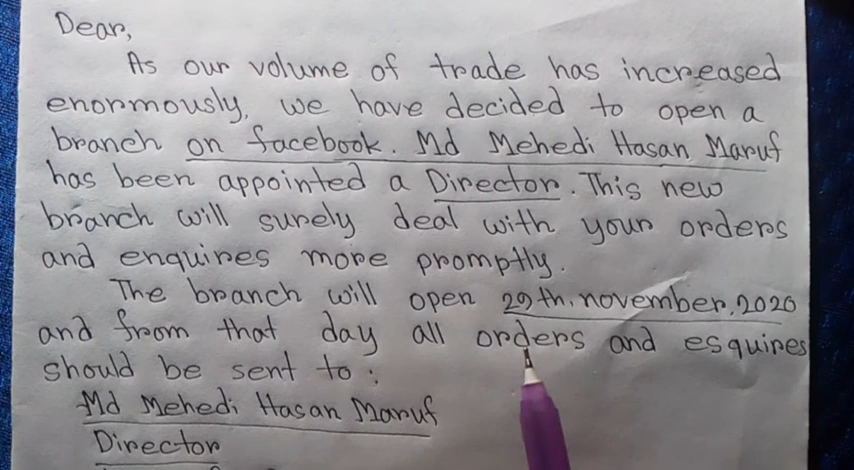 Dear,
As our volume of trade has increased
enormously, we have decided to open a
branch on facebook. Md Mehedi Hasan Maruf
has been appointed a Director. This new
branch will surely deal with your orders
and enquires more promptly.
The branch will open 29th, november, 2020
and from that day all orders and esquires
should be sent to :
Md Mehedi Hasan Maruf
Director